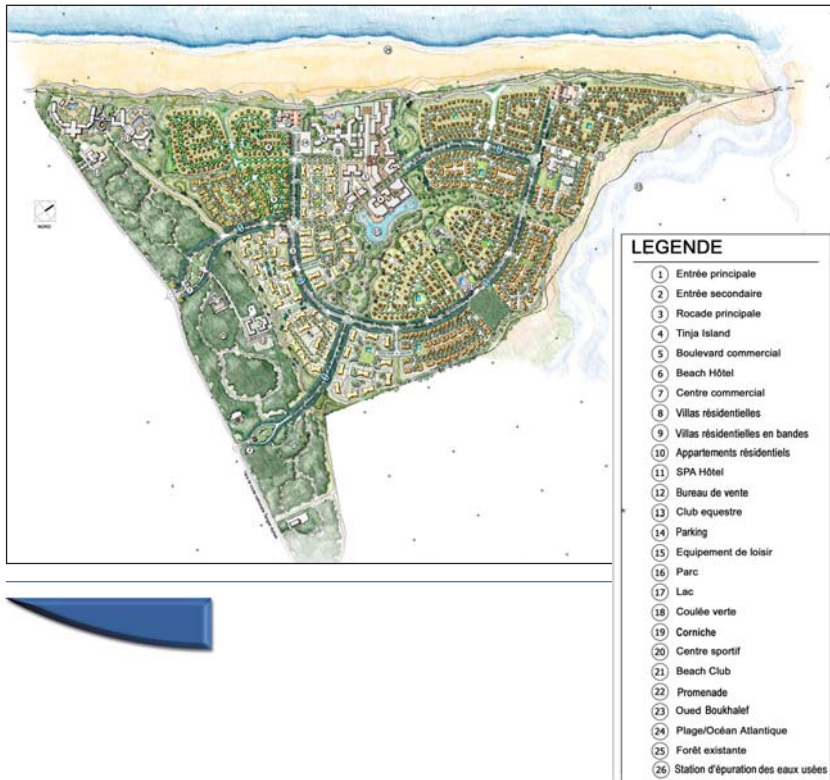 NORD
LEGENDE
1 Entrée principale
2 Entrée secondaire
3 Rocade principale
4 Tinja Island
5 Boulevard commercial
6 Beach Hôtel
7 Centre commercial
8 Villas résidentielles
9 Villas résidentielles en bandes
10 Appartements résidentiels
11 SPA Hôtel
12 Bureau de vente
13 Club equestre
14 Parking
15 Equipement de loisir
16 Parc
17 Lac
18 Coulée verte
19 Corniche
20 Centre sportif
21 Beach Club
22 Promenade
23 Oued Boukhalef
24 Plage/Océan Atlantique
25 Forêt existante
26 Station d'épuration des eaux usées